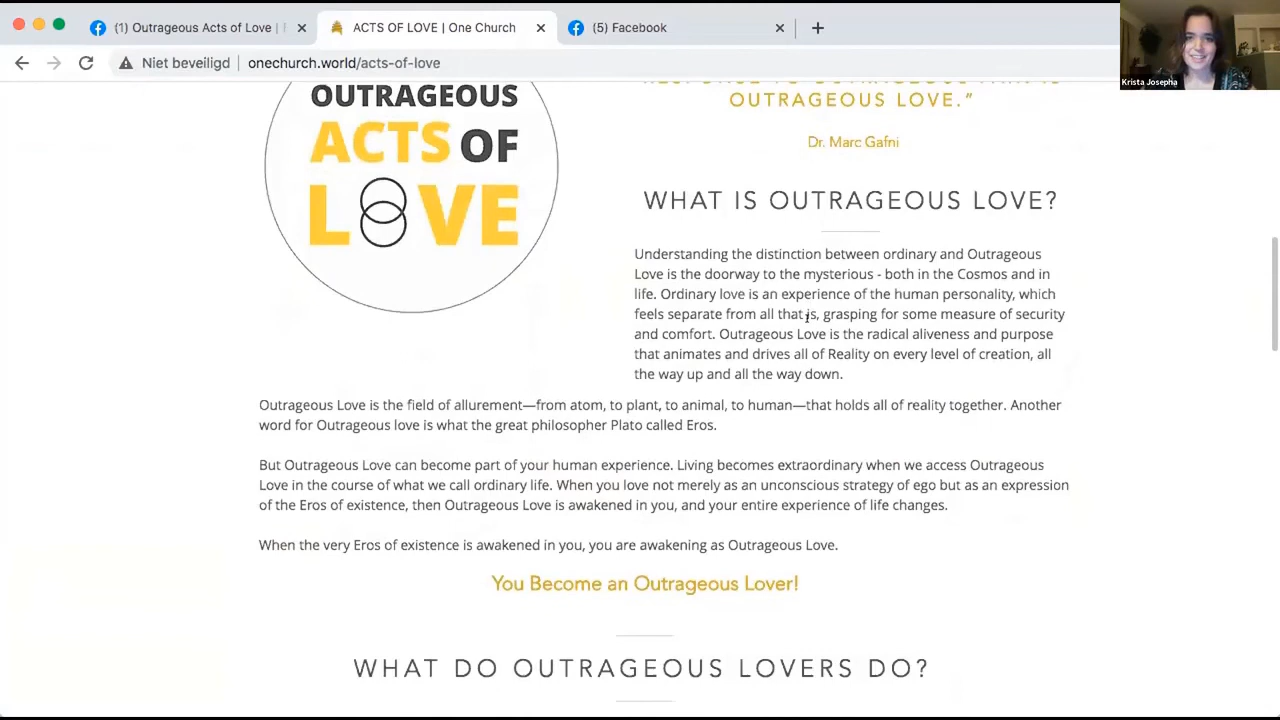 (1) Outrageous Acts of Love |
ACTS OF LOVE | One Church
(5) Facebook
Niet beveiligd
onechurch.world/acts-of-love
Krista Josepha
OUTRAGEOUS
ACTS OF
LOVE
OUTRAGEOUS LOVE.”
Dr. Marc Gafni
WHAT IS OUTRAGEOUS LOVE?
Understanding the distinction between ordinary and Outrageous
Love is the doorway to the mysterious - both in the Cosmos and in
life. Ordinary love is an experience of the human personality, which
feels separate from all that is, grasping for some measure of security
and comfort. Outrageous Love is the radical aliveness and purpose
that animates and drives all of Reality on every level of creation, all
the way up and all the way down.
Outrageous Love is the field of allurement—from atom, to plant, to animal, to human—that holds all of reality together. Another
word for Outrageous love is what the great philosopher Plato called Eros.
But Outrageous Love can become part of your human experience. Living becomes extraordinary when we access Outrageous
Love in the course of what we call ordinary life. When you love not merely as an unconscious strategy of ego but as an expression
of the Eros of existence, then Outrageous Love is awakened in you, and your entire experience of life changes.
When the very Eros of existence is awakened in you, you are awakening as Outrageous Love.
You Become an Outrageous Lover!
WHAT DO OUTRAGEOUS LOVERS DO?